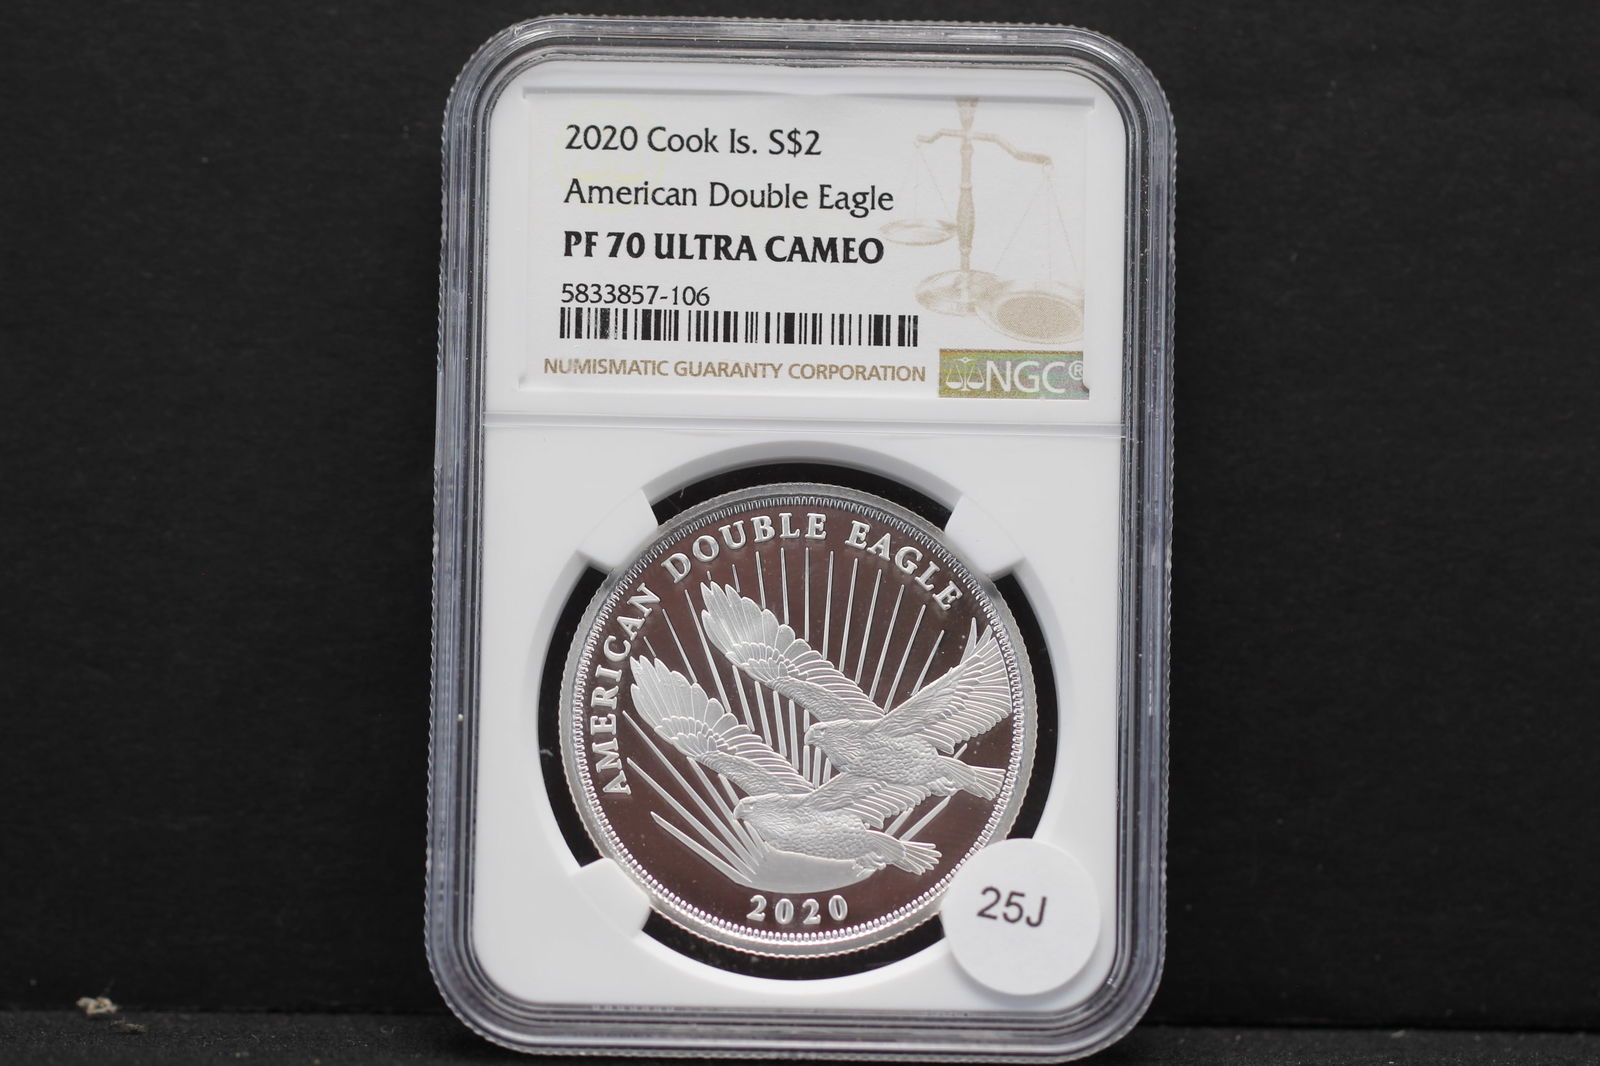 2020 Cook Is. S$2
American Double Eagle
PF 70 ULTRA CAMEO
5833857-106
NUMISMATIC GUARANTY CORPORATION
NGC®
AMERICAN DOUBLE EAGLE
2020
25J